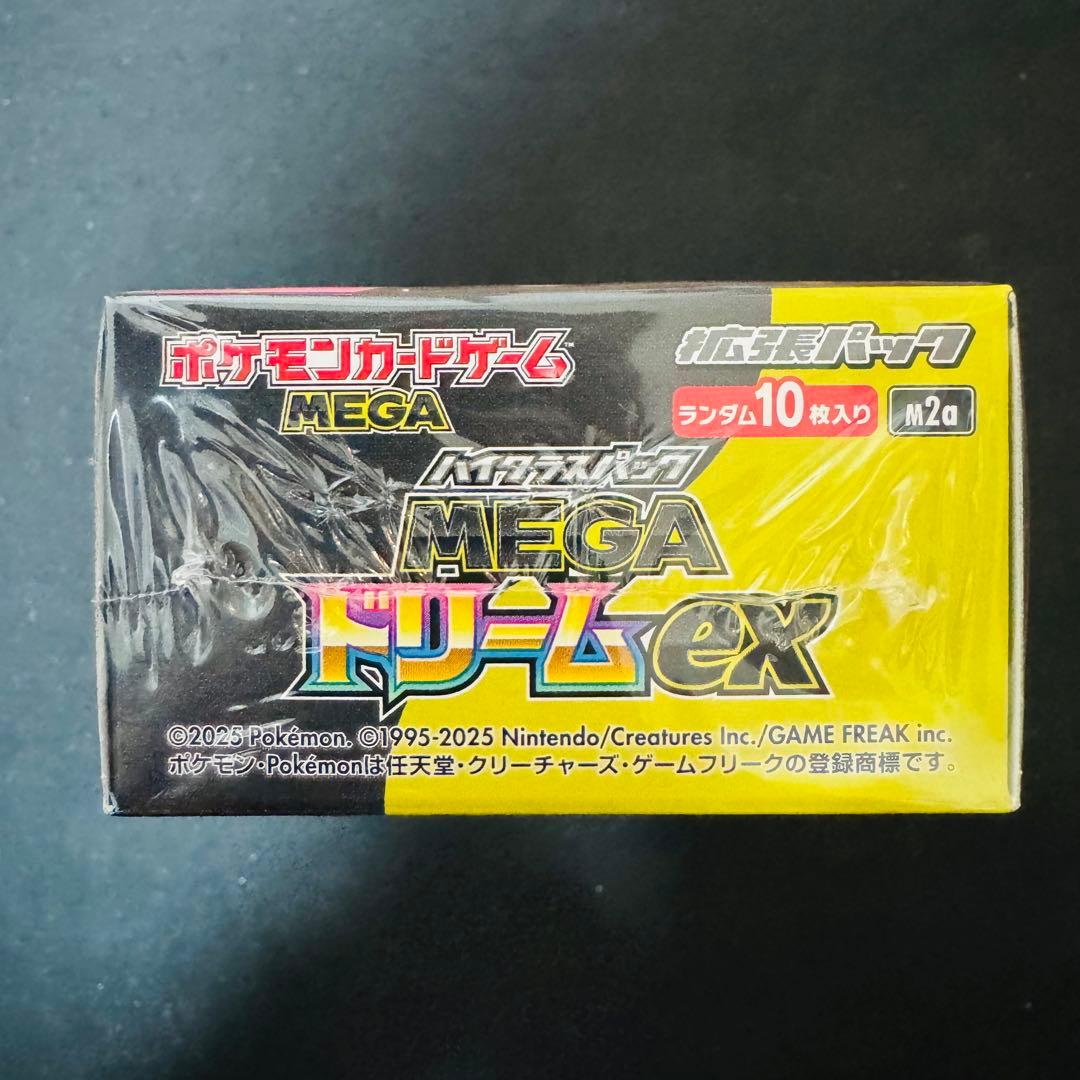 ポケモンカードゲーム™
MEGA
拡張パック
ランダム10枚入り
M2a
ハイクラスパック
MEGA
ドリームex
©2025 Pokémon. ©1995-2025 Nintendo/Creatures Inc./GAME FREAK inc.
ポケモン・Pokémonは任天堂・クリーチャーズ・ゲームフリークの登録商標です。